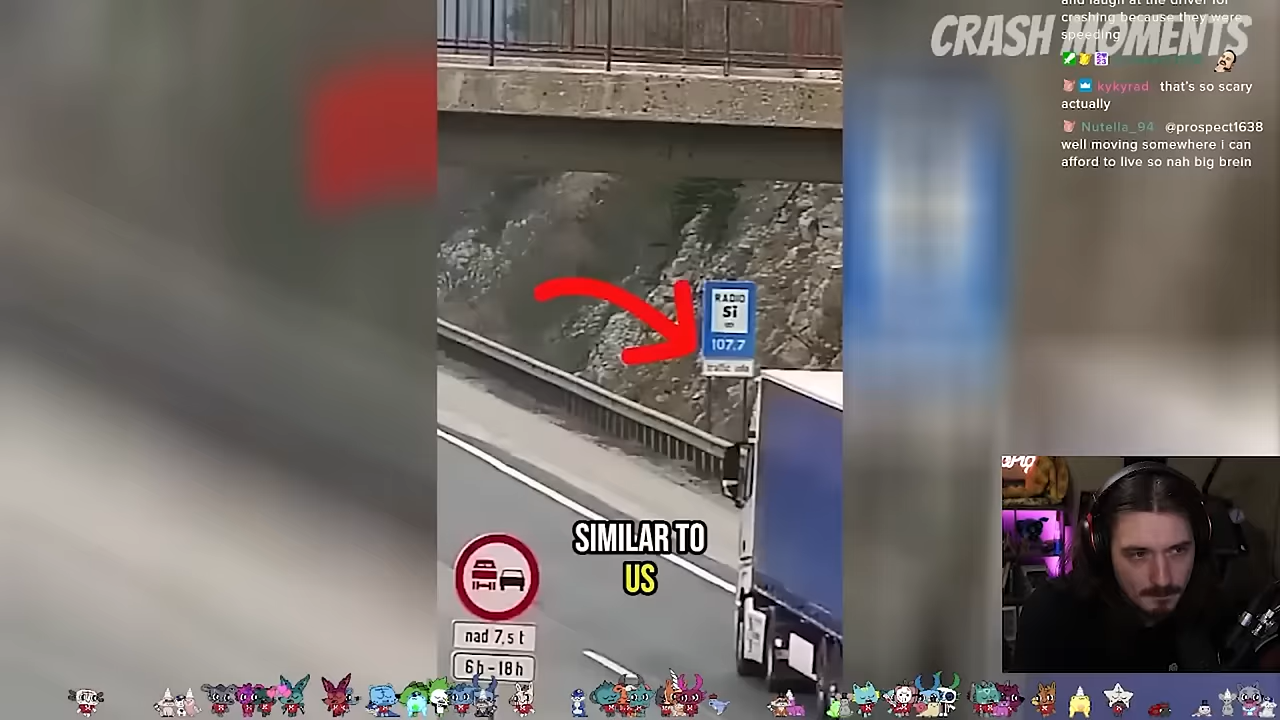 and laugh at the driver for
crashing because they were
speeding
CRASH MOMENTS
kykyrad that's so scary
actually
Nutella_94 @prospect1638
well moving somewhere i can
afford to live so nah big brein
RADIO
Si
107.7
traffic info
SIMILAR TO
US
nad 7,5 t
6h-18h